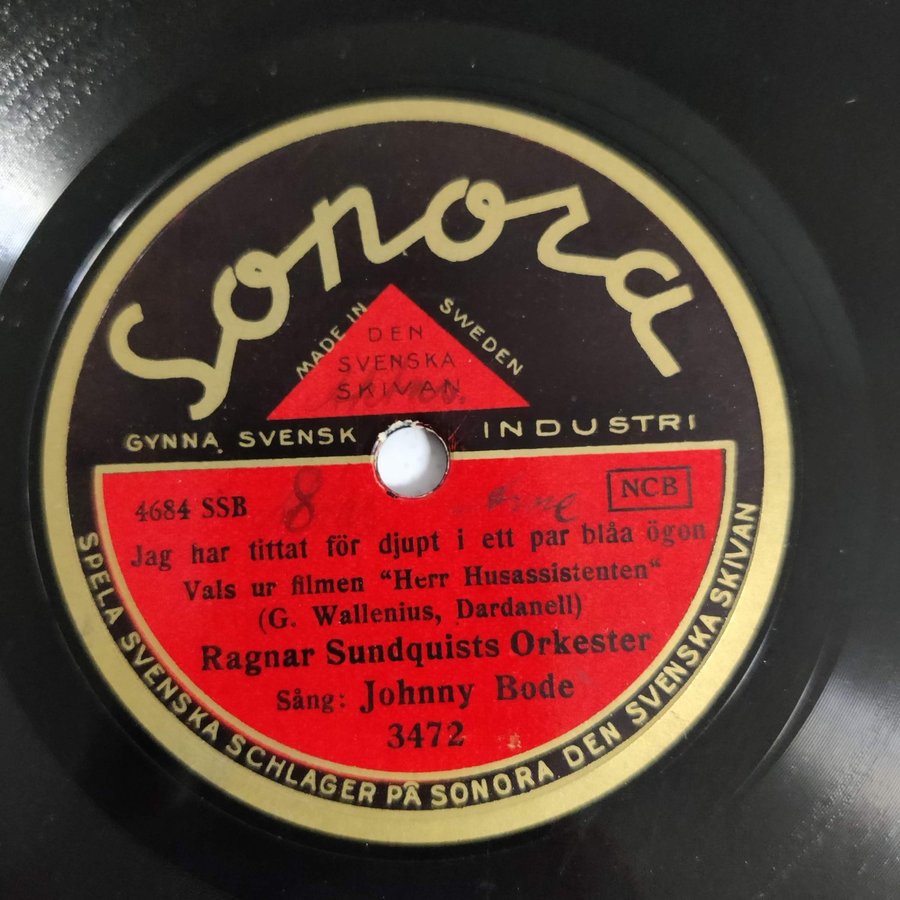 Sonora
MADE IN SWEDEN
DEN
SVENSKA
SKIVAN
GYNNA SVENSK INDUSTRI
4684 SSB
8
NCB
Jag har tittat för djupt i ett par blåa ögon
Vals ur filmen "Herr Husassistenten"
(G. Wallenius, Dardanell)
Ragnar Sundquists Orkester
Sång: Johnny Bode
3472
SPELA SVENSKA SCHLAGER PÅ SONORA DEN SVENSKA SKIVAN